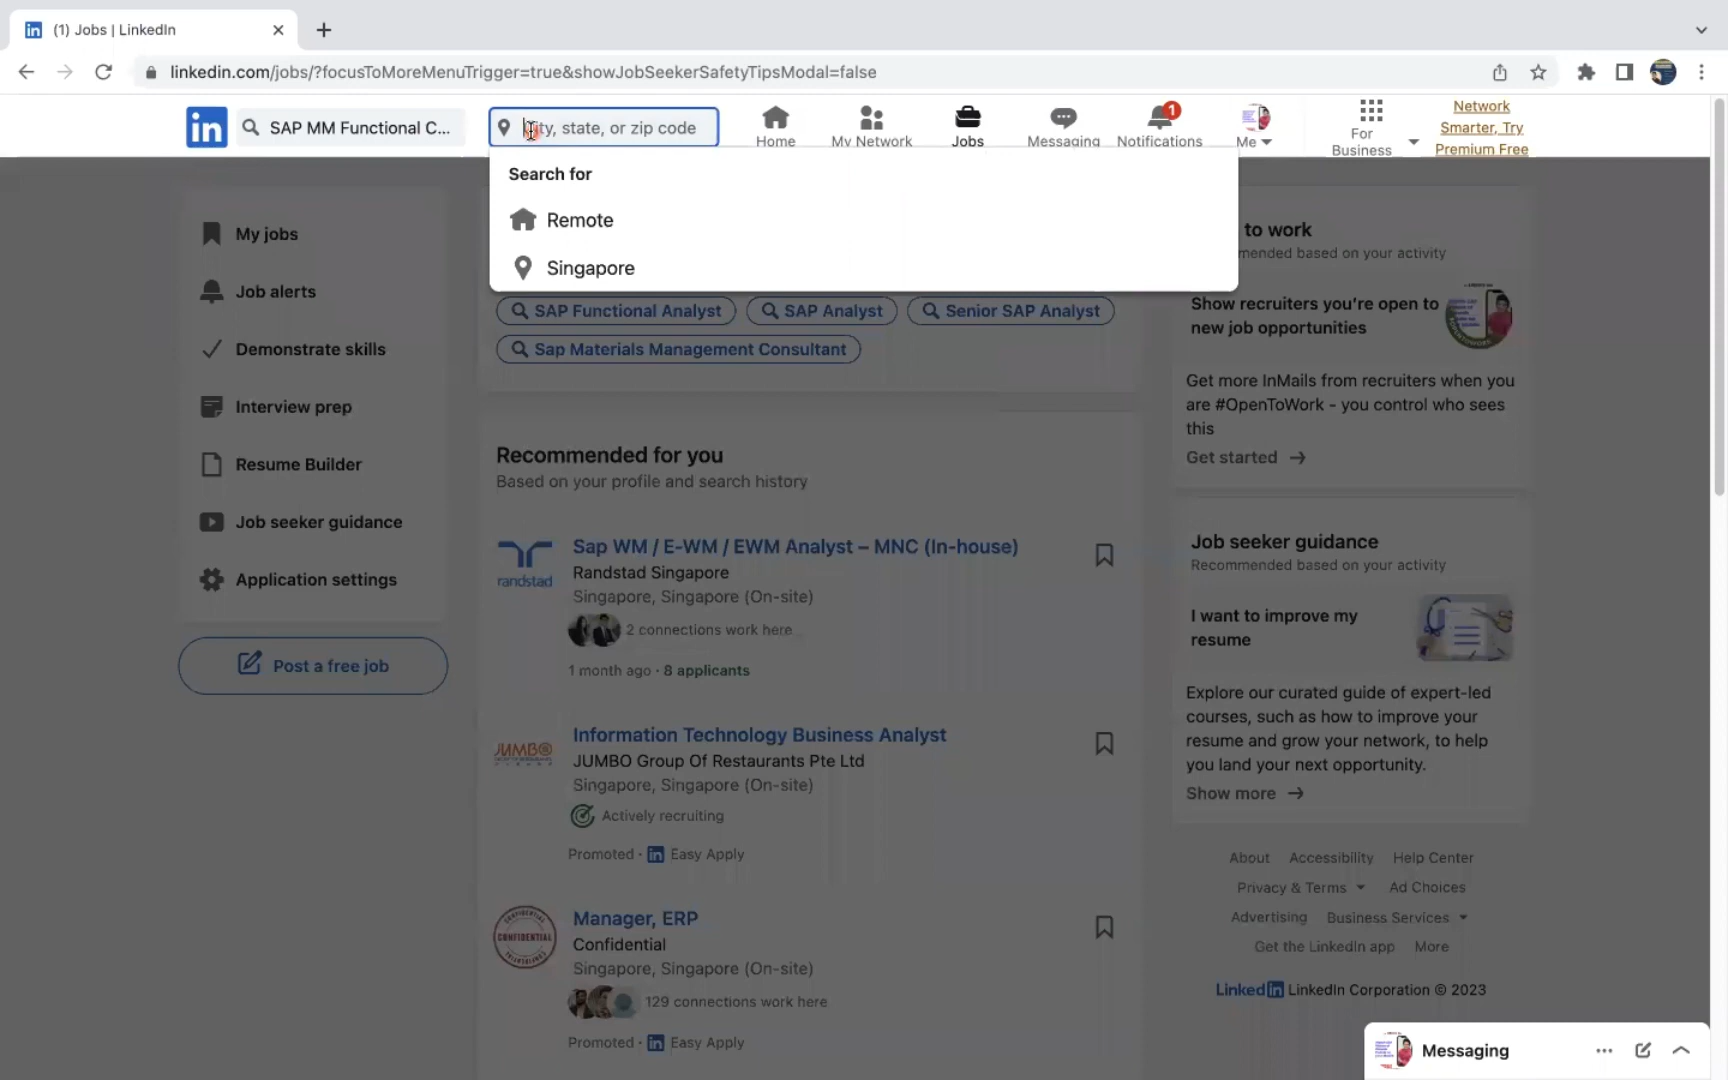 (1) Jobs | LinkedIn
linkedin.com/jobs/?focusToMoreMenuTrigger=true&showJobSeekerSafetyTipsModal=false
in
SAP MM Functional C...
ty, state, or zip code
Home
My Network
Jobs
Messaging
1
Notifications
Me
For
Business
Network
Smarter, Try
Premium Free
Search for
Remote
Singapore
SAP Functional Analyst
SAP Analyst
Senior SAP Analyst
Sap Materials Management Consultant
My jobs
Job alerts
Demonstrate skills
Interview prep
Resume Builder
Job seeker guidance
Application settings
Post a free job
Recommended for you
Based on your profile and search history
randstad
Sap WM / E-WM / EWM Analyst – MNC (In-house)
Randstad Singapore
Singapore, Singapore (On-site)
2 connections work here
1 month ago · 8 applicants
JUMBO
Information Technology Business Analyst
JUMBO Group Of Restaurants Pte Ltd
Singapore, Singapore (On-site)
Actively recruiting
Promoted · in Easy Apply
CONFIDENTIAL
Manager, ERP
Confidential
Singapore, Singapore (On-site)
129 connections work here
Promoted · in Easy Apply
to work
mended based on your activity
Show recruiters you're open to
new job opportunities
Get more InMails from recruiters when you
are #OpenToWork - you control who sees
this
Get started →
Job seeker guidance
Recommended based on your activity
I want to improve my
resume
Explore our curated guide of expert-led
courses, such as how to improve your
resume and grow your network, to help
you land your next opportunity.
Show more →
About Accessibility Help Center
Privacy & Terms Ad Choices
Advertising Business Services
Get the LinkedIn app More
Linked in LinkedIn Corporation © 2023
Messaging